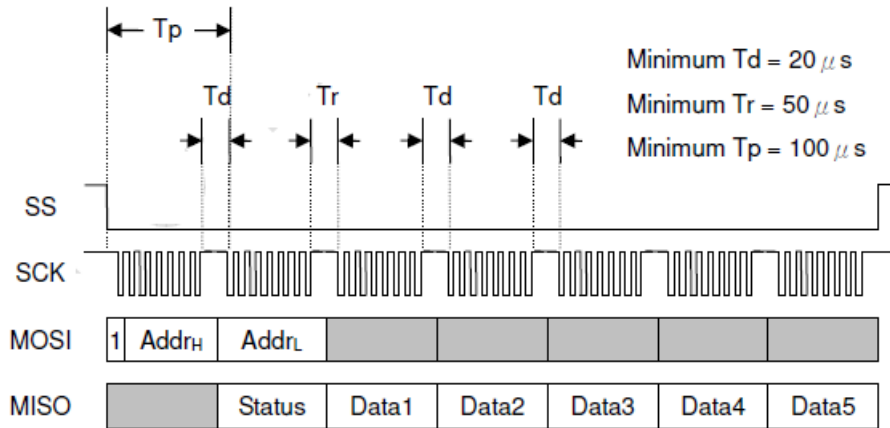 Tp
Minimum Td = 20 μs
Td Tr Td Td
Minimum Tr = 50 μs
Minimum Tp = 100 μs
SS
SCK
MOSI 1 AddrH AddrL
MISO Status Data1 Data2 Data3 Data4 Data5